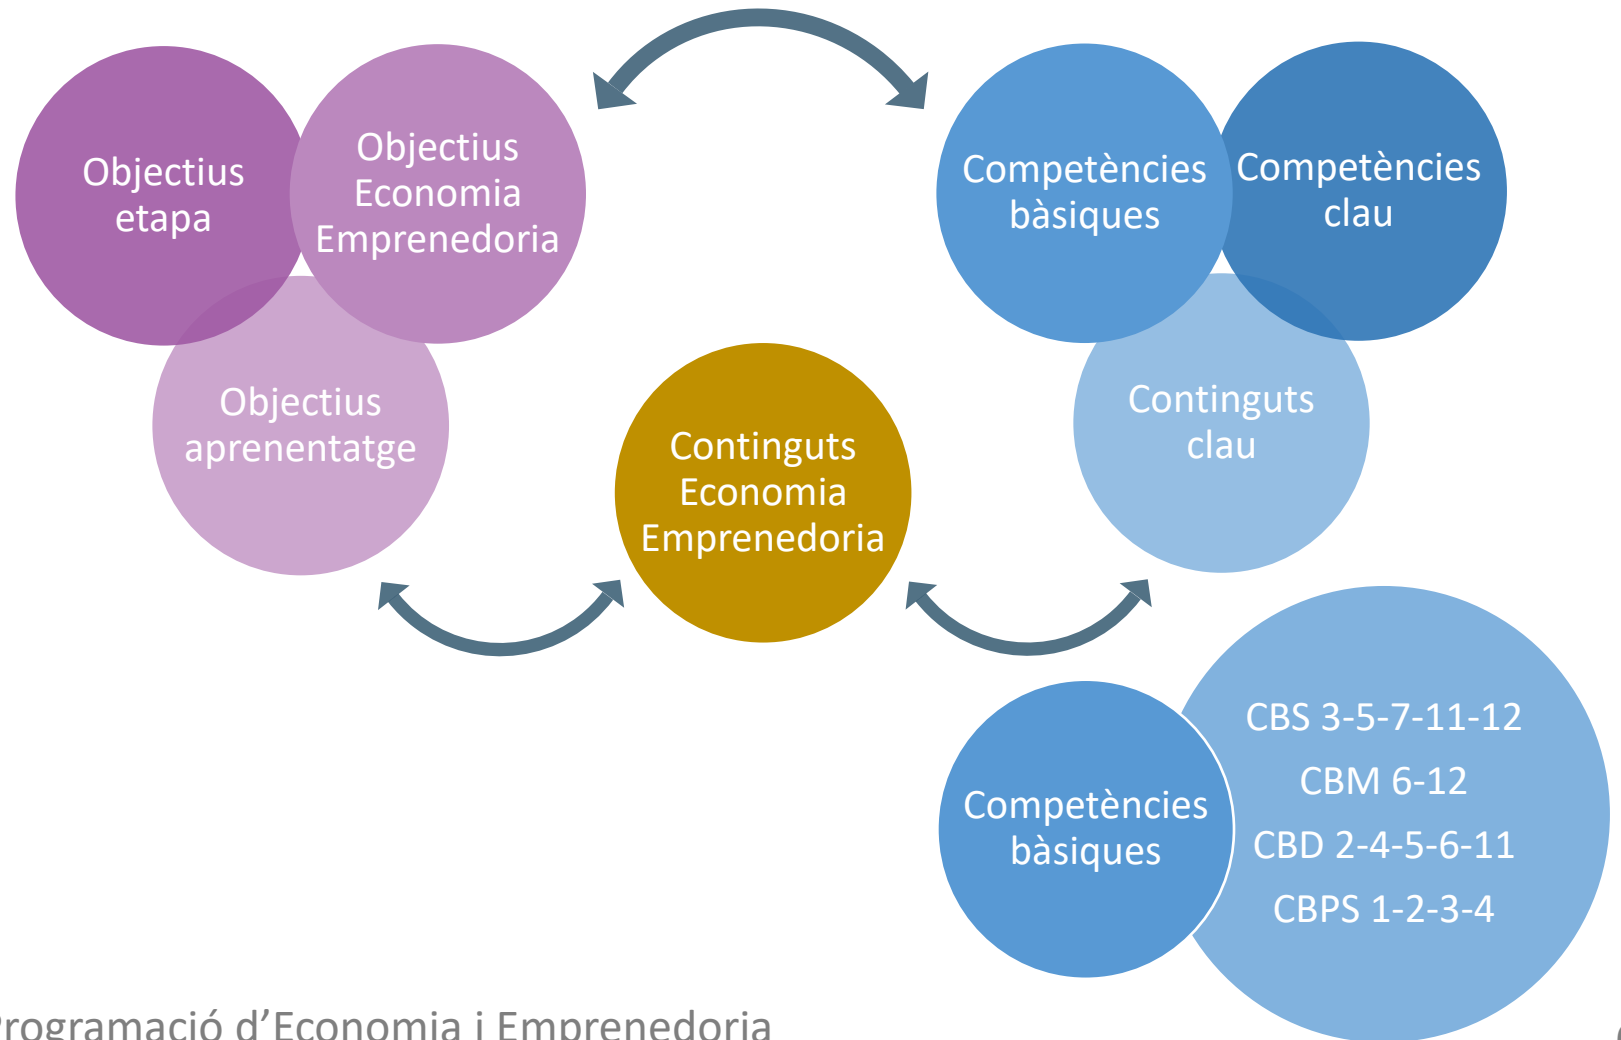 Objectius
etapa
Objectius
Economia
Emprenedoria
Objectius
aprenentatge
Continguts
Economia
Emprenedoria
Competències
bàsiques
Competències
clau
Continguts
clau
Competències
bàsiques
CBS 3-5-7-11-12
CBM 6-12
CBD 2-4-5-6-11
CBPS 1-2-3-4
Programació d’Economia i Emprenedoria